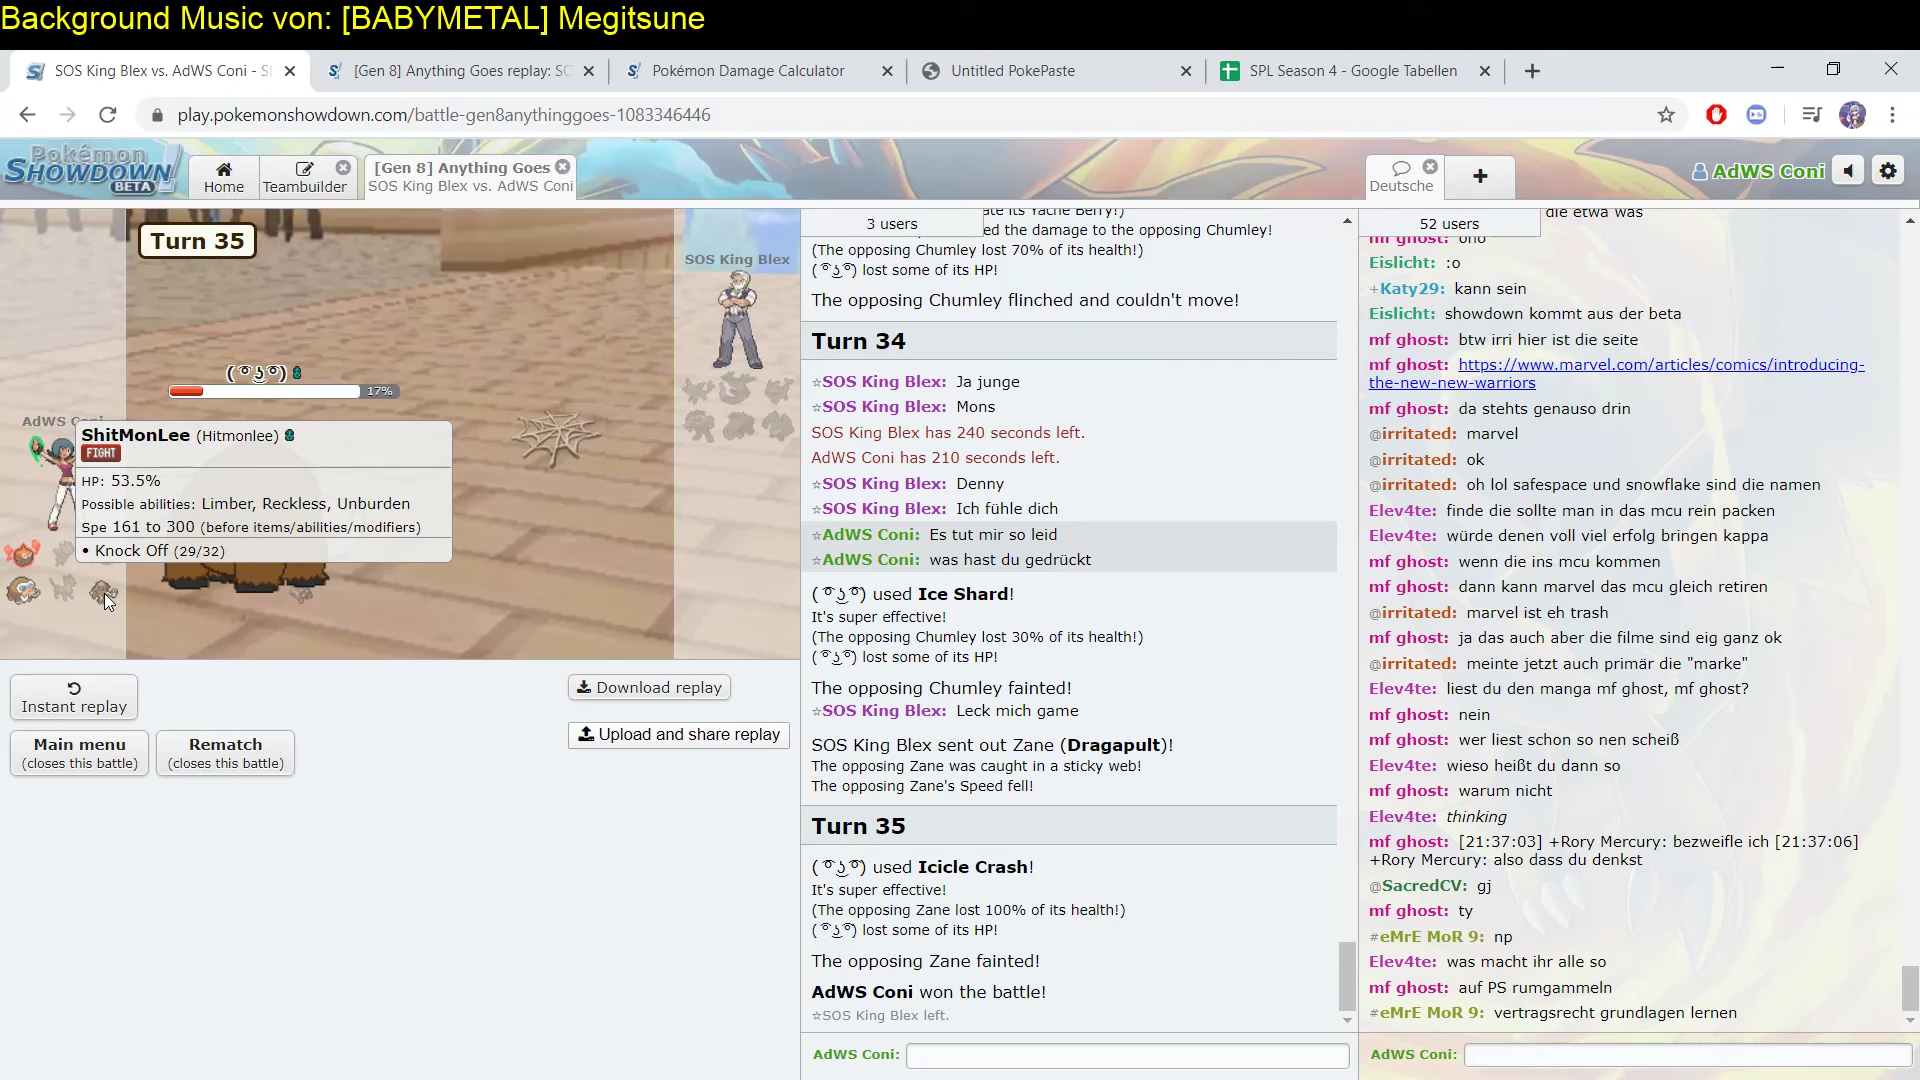 Background Music von: [BABYMETAL] Megitsune
SOS King Blex vs. AdWS Coni - Sh
[Gen 8] Anything Goes replay: SO
Pokémon Damage Calculator
Untitled PokePaste
SPL Season 4 - Google Tabellen
play.pokemonshowdown.com/battle-gen8anythinggoes-1083346446
Pokémon
SHOWDOWN
BETA
Home
Teambuilder
[Gen 8] Anything Goes
SOS King Blex vs. AdWS Coni
Deutsche
AdWS Coni
Turn 35
SOS King Blex
17%
AdWS Coni
ShitMonLee (Hitmonlee)
FIGHT
HP: 53.5%
Possible abilities: Limber, Reckless, Unburden
Spe 161 to 300 (before items/abilities/modifiers)
• Knock Off (29/32)
Instant replay
Download replay
Upload and share replay
Main menu
(closes this battle)
Rematch
(closes this battle)
3 users
ate its Yache Berry!)
ed the damage to the opposing Chumley!
(The opposing Chumley lost 70% of its health!)
( ͡° ͜ʖ ͡°) lost some of its HP!
The opposing Chumley flinched and couldn't move!
Turn 34
☆SOS King Blex: Ja junge
☆SOS King Blex: Mons
SOS King Blex has 240 seconds left.
AdWS Coni has 210 seconds left.
☆SOS King Blex: Denny
☆SOS King Blex: Ich fühle dich
☆AdWS Coni: Es tut mir so leid
☆AdWS Coni: was hast du gedrückt
( ͡° ͜ʖ ͡°) used Ice Shard!
It's super effective!
(The opposing Chumley lost 30% of its health!)
( ͡° ͜ʖ ͡°) lost some of its HP!
The opposing Chumley fainted!
☆SOS King Blex: Leck mich game
SOS King Blex sent out Zane (Dragapult)!
The opposing Zane was caught in a sticky web!
The opposing Zane's Speed fell!
Turn 35
( ͡° ͜ʖ ͡°) used Icicle Crash!
It's super effective!
(The opposing Zane lost 100% of its health!)
( ͡° ͜ʖ ͡°) lost some of its HP!
The opposing Zane fainted!
AdWS Coni won the battle!
☆SOS King Blex left.
AdWS Coni:
52 users
die etwa was
mf ghost: oho
Eislicht: :o
+Katy29: kann sein
Eislicht: showdown kommt aus der beta
mf ghost: btw irri hier ist die seite
mf ghost: https://www.marvel.com/articles/comics/introducing-
the-new-new-warriors
mf ghost: da stehts genauso drin
@irritated: marvel
@irritated: ok
@irritated: oh lol safespace und snowflake sind die namen
Elev4te: finde die sollte man in das mcu rein packen
Elev4te: würde denen voll viel erfolg bringen kappa
mf ghost: wenn die ins mcu kommen
mf ghost: dann kann marvel das mcu gleich retiren
@irritated: marvel ist eh trash
mf ghost: ja das auch aber die filme sind eig ganz ok
@irritated: meinte jetzt auch primär die "marke"
Elev4te: liest du den manga mf ghost, mf ghost?
mf ghost: nein
mf ghost: wer liest schon so nen scheiß
Elev4te: wieso heißt du dann so
mf ghost: warum nicht
Elev4te: thinking
mf ghost: [21:37:03] +Rory Mercury: bezweifle ich [21:37:06]
+Rory Mercury: also dass du denkst
@SacredCV: gj
mf ghost: ty
#eMrE MoR 9: np
Elev4te: was macht ihr alle so
mf ghost: auf PS rumgammeln
#eMrE MoR 9: vertragsrecht grundlagen lernen
AdWS Coni: